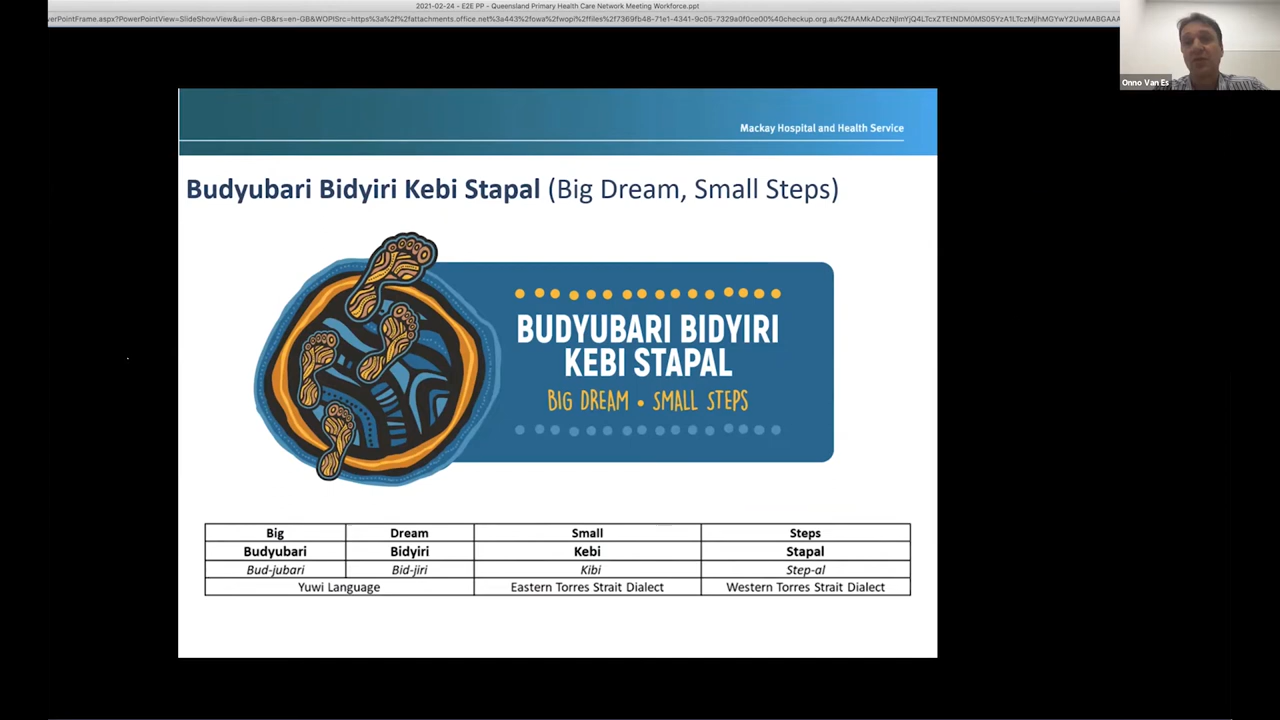 2021-02-24 - E2E PP - Queensland Primary Health Care Network Meeting Workforce.ppt
Onno Van Es
Mackay Hospital and Health Service
Budyubari Bidyiri Kebi Stapal (Big Dream, Small Steps)
BUDYUBARI BIDYIRI
KEBI STAPAL
BIG DREAM • SMALL STEPS
Big Dream Small Steps
Budyubari Bidyiri Kebi Stapal
Bud-jubari Bid-jiri Kibi Step-al
Yuwi Language Eastern Torres Strait Dialect Western Torres Strait Dialect